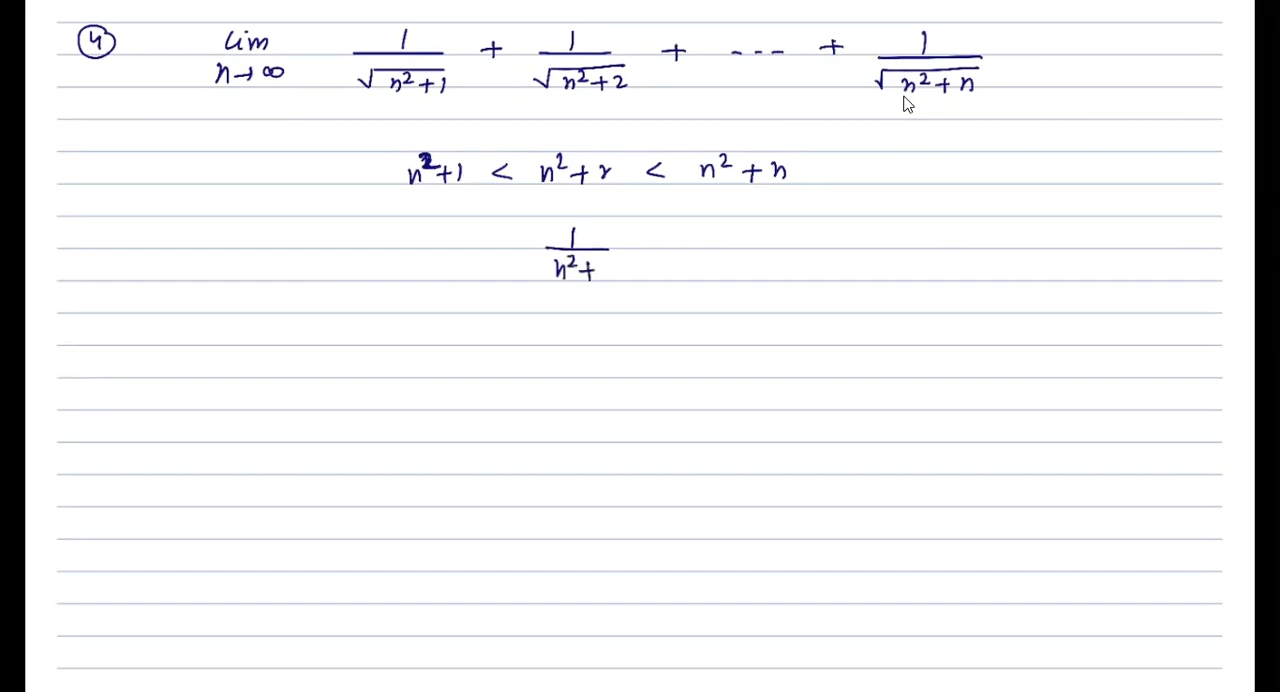 ④ lim n→∞ 1/√(n²+1) + 1/√(n²+2) + --- + 1/√(n²+n)
n²+1 < n²+r < n²+n
1/(n²+